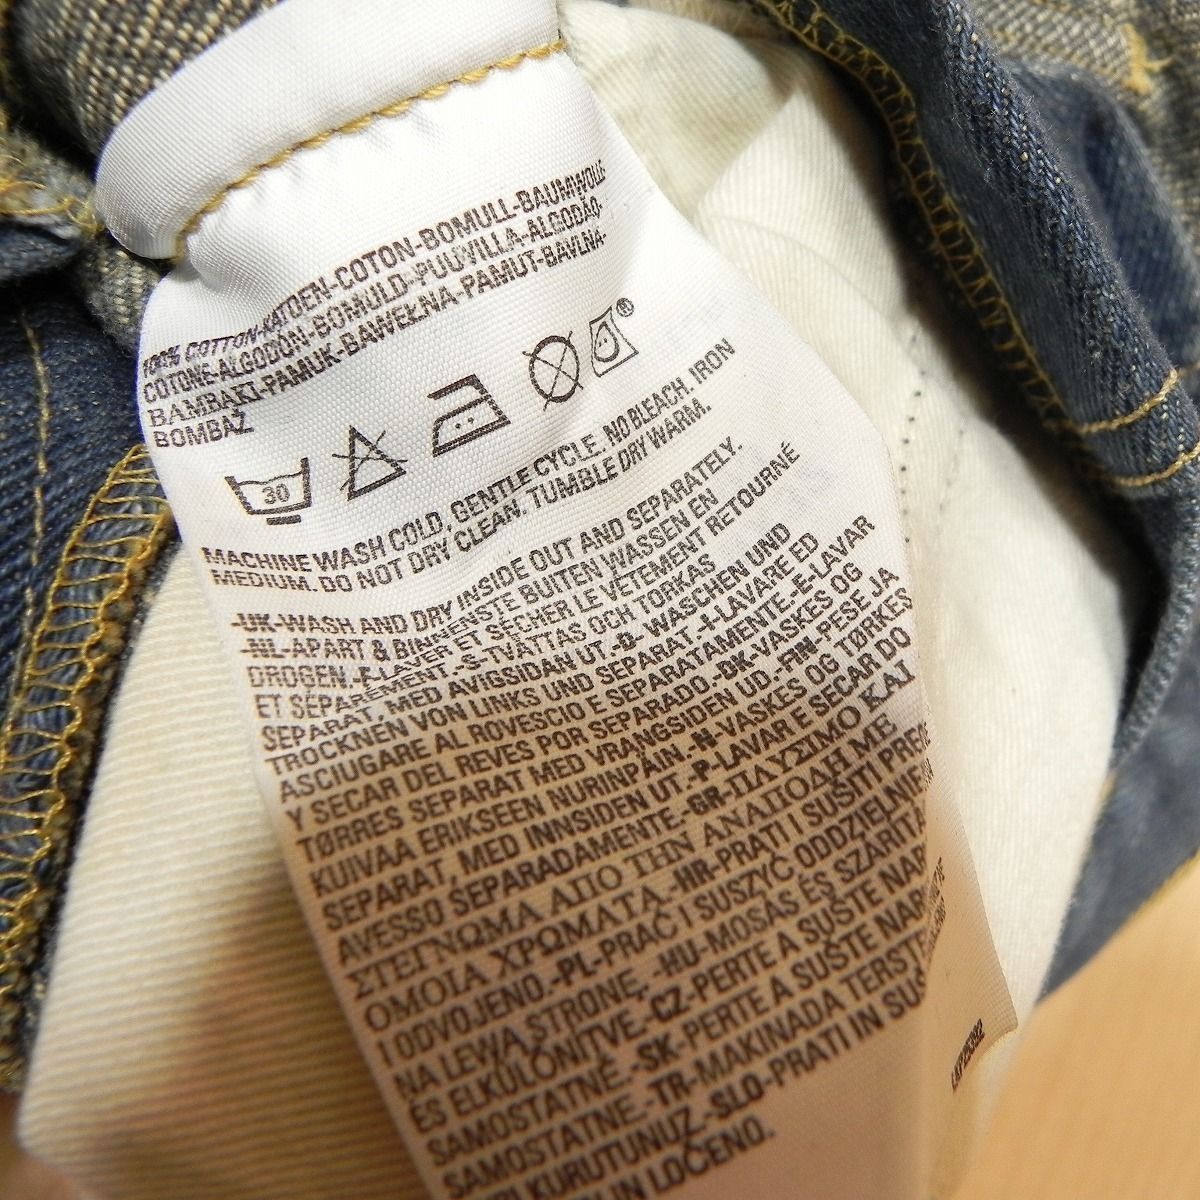 100% COTTON-KATOEN-COTON-BOMULL-BAUMWOLLE
COTONE-ALGODON-BOMULD-PUUVILLA-ALGODÃO-
BAMBAKI-PAMUK-BAWEŁNA-PAMUT-BAVLNA-
BOMBAŽ
30
®
MACHINE WASH COLD, GENTLE CYCLE. NO BLEACH. IRON
MEDIUM. DO NOT DRY CLEAN. TUMBLE DRY WARM.
-UK-WASH AND DRY INSIDE OUT AND SEPARATELY.
-NL-APART & BINNENSTE BUITEN WASSEN EN
DROGEN.-F-LAVER ET SÉCHER LE VÊTEMENT RETOURNÉ
ET SÉPARÉMENT.-S-TVÄTTAS OCH TORKAS
SEPARAT, MED AVIGSIDAN UT.-D- WASCHEN UND
TROCKNEN VON LINKS UND SEPARAT.-I-LAVARE ED
ASCIUGARE AL ROVESCIO E SEPARATAMENTE.-E-LAVAR
Y SECAR DEL REVES POR SEPARADO.-DK-VASKES OG
TØRRES SEPARAT MED VRANGSIDEN UD.-FIN-PESE JA
KUIVAA ERIKSEEN NURINPÄIN.-N-VASKES OG TØRKES
SEPARAT, MED INNSIDEN UT.-P-LAVAR E SECAR DO
AVESSO SEPARADAMENTE.-GR-ΠΛΥΣΙΜΟ ΚΑΙ
ΣΤΕΓΝΩΜΑ ΑΠΟ ΤΗΝ ΑΝΑΠΟΔΗ ΜΕ
ΟΜΟΙΑ ΧΡΩΜΑΤΑ.-HR-PRATI I SUŠITI
I ODVOJENO.-PL-PRAĆ I SUSZYĆ ODDZIELNIE
NA LEWĄ STRONĘ.-HU-MOSÁS ÉS SZÁRÍTÁS
ÉS ELKÜLÖNÍTVE.-CZ-PERTE A SUŠTE
SAMOSTATNĚ.-SK-PERTE A SUŠTE
SAMOSTATNE.-TR-MAKINADA
KURUTUNUZ.-SLO-PRATI IN
IN LOČENO.